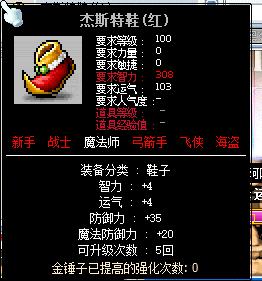 杰斯特鞋(红)
要求等级: 100
要求力量: 0
要求敏捷: 0
要求智力: 308
要求运气: 103
要求人气度: -
道具等级: -
道具经验值: -
新手 战士 魔法师 弓箭手 飞侠 海盗
装备分类 : 鞋子
智力 : +4
运气 : +4
防御力 : +35
魔法防御力 : +20
可升级次数 : 5回
金锤子已提高的强化次数: 0